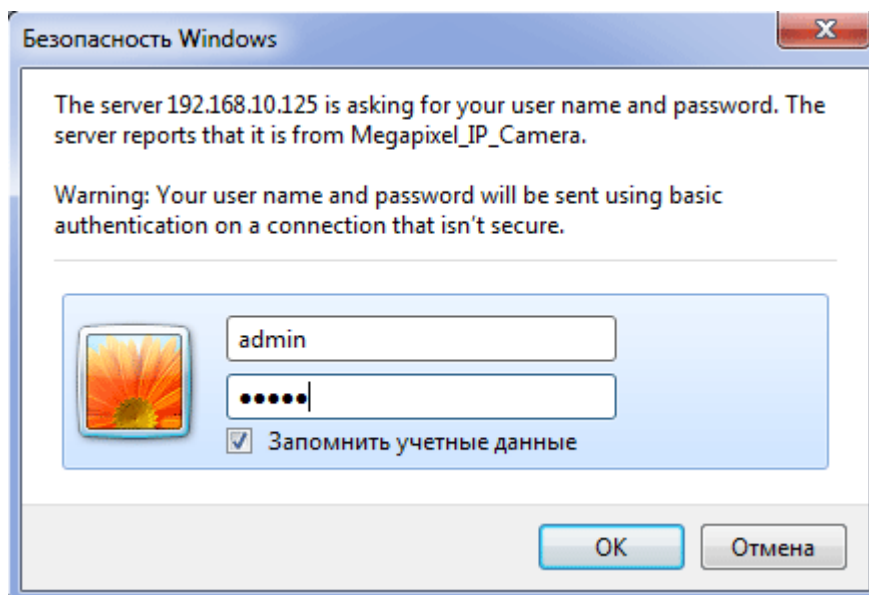 Безопасность Windows
The server 192.168.10.125 is asking for your user name and password. The
server reports that it is from Megapixel_IP_Camera.
Warning: Your user name and password will be sent using basic
authentication on a connection that isn't secure.
admin
●●●●●
Запомнить учетные данные
OK
Отмена